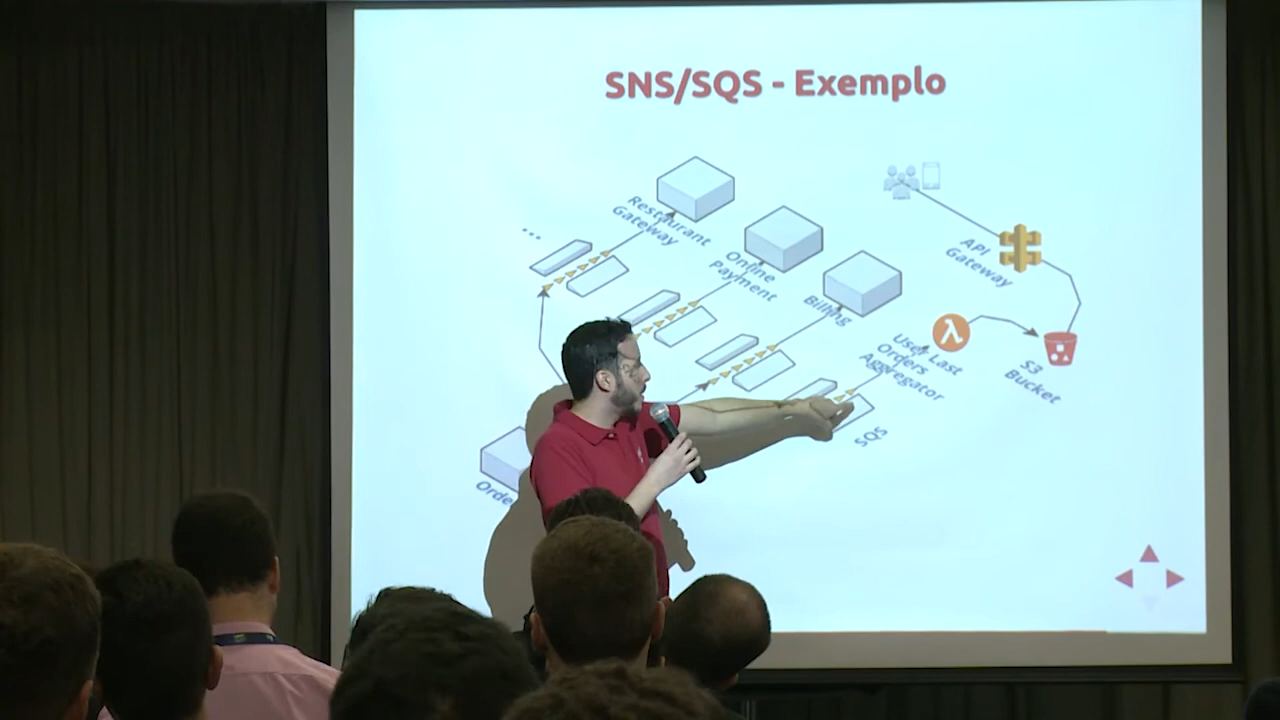 SNS/SQS - Exemplo
...
Restaurant
Gateway
Online
Payment
Billing
API
Gateway
User Last
Orders
Aggregator
S3
Bucket
SQS